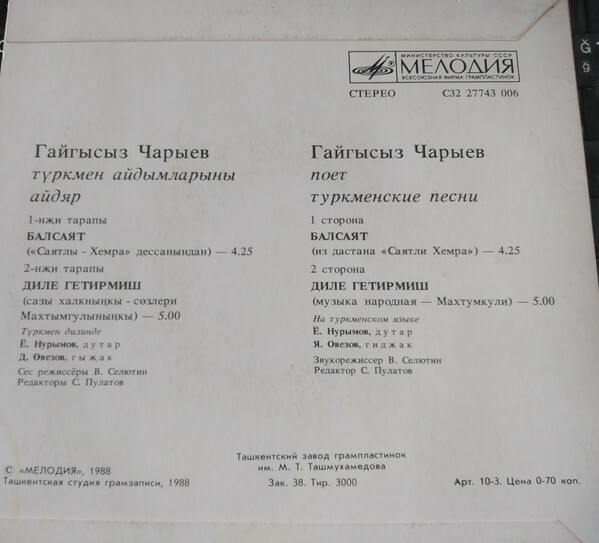 МИНИСТЕРСТВО КУЛЬТУРЫ СССР
МЕЛОДИЯ
ВСЕСОЮЗНАЯ ФИРМА ГРАМПЛАСТИНОК
СТЕРЕО С32 27743 006
Гайгысыз Чарыев
түркмен айдымларыны
айдяр
1-нжи тарапы
БАЛСАЯТ
(«Саятлы - Хемра» дессанындан) — 4.25
2-нжи тарапы
ДИЛЕ ГЕТИРМИШ
(сазы халкныңкы - сөзлери
Махтымгулыныңкы) — 5.00
Түркмен дилинде
Ё. Нурымов, дутар
Д. Өвезов, гыжак
Сес режиссёры В. Селютин
Редакторы С. Пулатов
Гайгысыз Чарыев
поет
туркменские песни
1 сторона
БАЛСАЯТ
(из дастана «Саятли Хемра») — 4.25
2 сторона
ДИЛЕ ГЕТИРМИШ
(музыка народная — Махтумкули) — 5.00
На туркменском языке
Ё. Нурымов, дутар
Я. Овезов, гиджак
Звукорежиссер В. Селютин
Редактор С. Пулатов
С «МЕЛОДИЯ», 1988
Ташкентская студия грамзаписи, 1988
Ташкентский завод грампластинок
им. М. Т. Ташмухамедова
Зак. 38. Тир. 3000
Арт. 10-3. Цена 0-70 коп.
Ğ
ğ